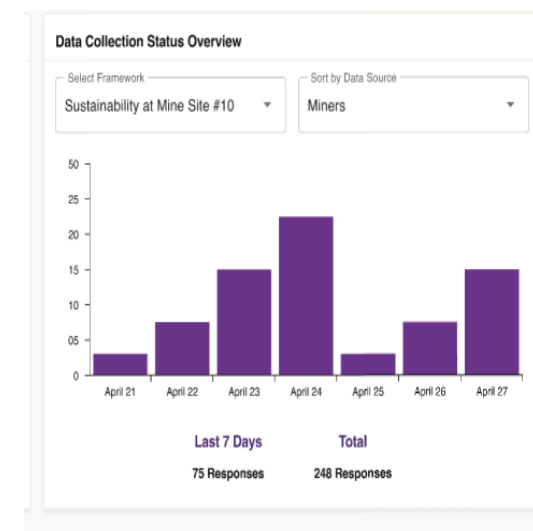 Data Collection Status Overview
Select Framework
Sustainability at Mine Site #10
Sort by Data Source
Miners
50
25
20
15
10
05
0
April 21 April 22 April 23 April 24 April 25 April 26 April 27
Last 7 Days Total
75 Responses 248 Responses